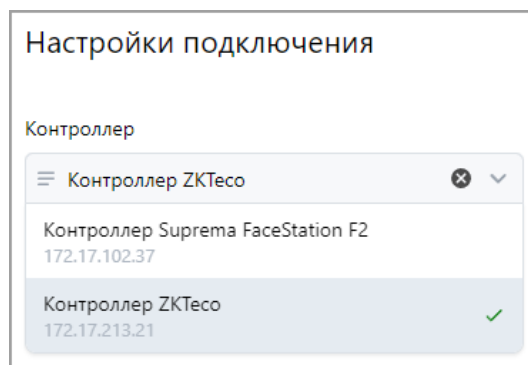 Настройки подключения
Контроллер
Контроллер ZKTeco
Контроллер Suprema FaceStation F2
172.17.102.37
Контроллер ZKTeco
172.17.213.21